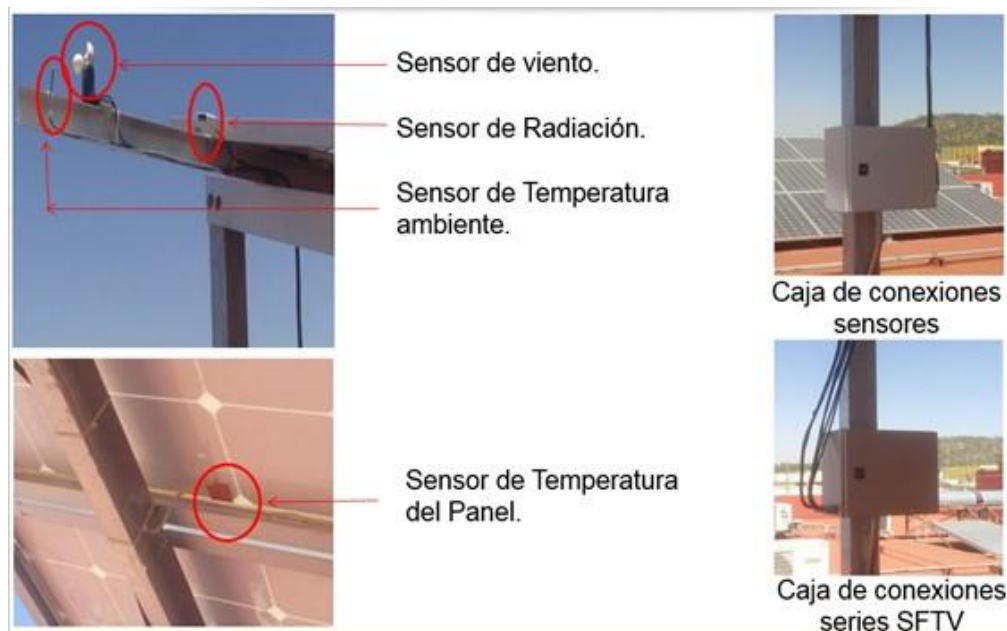 Sensor de viento.
Sensor de Radiación.
Sensor de Temperatura
ambiente.
Sensor de Temperatura
del Panel.
Caja de conexiones
sensores
Caja de conexiones
series SFTV